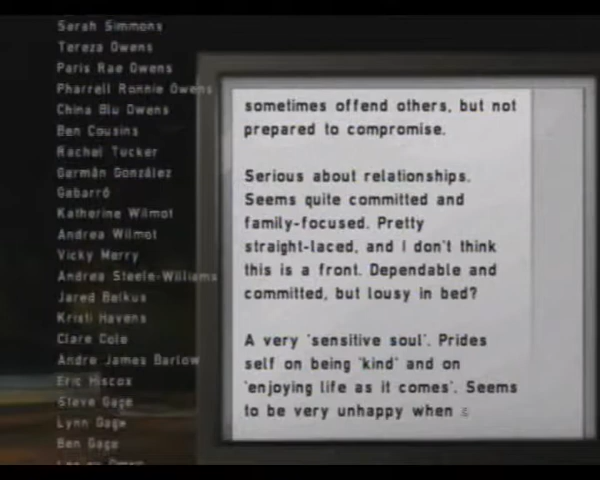 Sarah Simmons
Tereza Owens
Paris Rae Owens
Pharrell Ronnie Owens
China Blu Owens
Ben Cousins
Rachel Tucker
Germán González
Gabarró
Katherine Wilmot
Andrea Wilmot
Vicky Merry
Andrea Steele-Williams
Jared Balkus
Kristi Havens
Clare Cole
Andre James Barlow
Eric Hiscox
Steve Gage
Lynn Gage
Ben Gage
sometimes offend others, but not
prepared to compromise.
Serious about relationships.
Seems quite committed and
family-focused. Pretty
straight-laced, and I don't think
this is a front. Dependable and
committed, but lousy in bed?
A very 'sensitive soul'. Prides
self on being 'kind' and on
'enjoying life as it comes'. Seems
to be very unhappy when